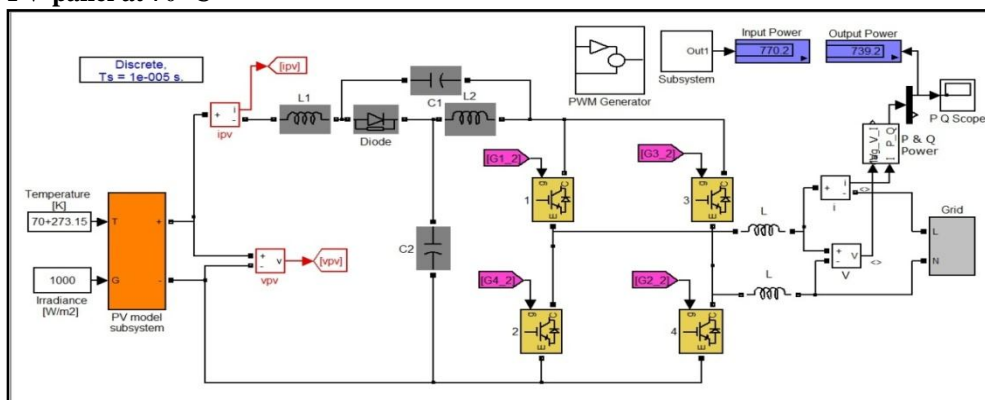 PV panel at 70 °C
Discrete,
Ts = 1e-005 s.
[ipv]
+
i
-
ipv
L1
C1
L2
Diode
PWM Generator
Out1
Subsystem
Input Power
770.2
Output Power
739.2
P Q Scope
P_Q
P & Q
Power
[G1_2]
g
C
E
1
[G3_2]
g
C
E
3
Temperature
[K]
70+273.15
T
+
1000
G
-
Irradiance
[W/m2]
PV model
subsystem
+
-
v
vpv
[vpv]
C2
[G4_2]
g
C
E
2
[G2_2]
g
C
E
4
L
L
+
i
-
i
+
-
v
V
Grid
L
N